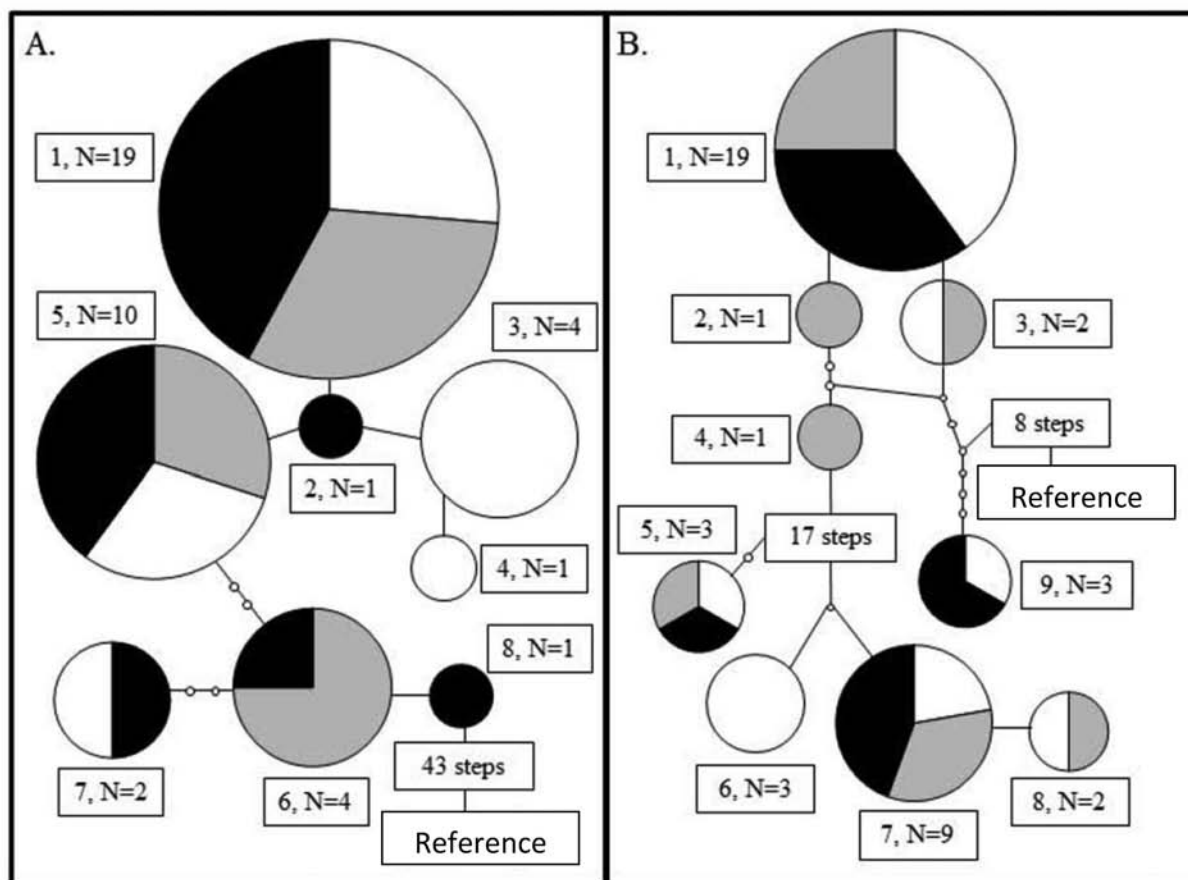 A.
1, N=19
5, N=10
3, N=4
2, N=1
4, N=1
8, N=1
7, N=2
6, N=4
43 steps
Reference
B.
1, N=19
2, N=1
3, N=2
4, N=1
8 steps
Reference
5, N=3
17 steps
9, N=3
6, N=3
7, N=9
8, N=2